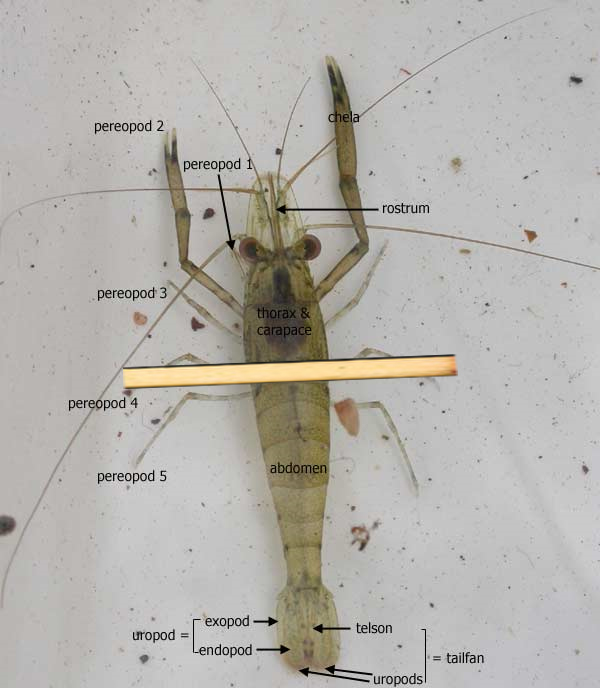 chela
pereopod 2
pereopod 1
rostrum
pereopod 3
thorax &
carapace
pereopod 4
abdomen
pereopod 5
exopod
telson
uropod =
endopod
= tailfan
uropods